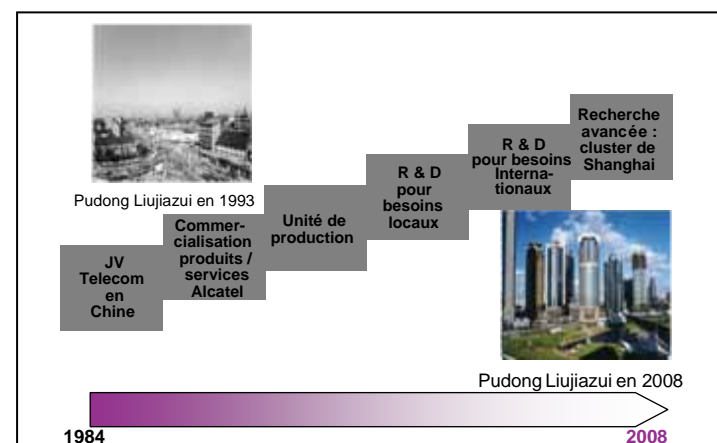 Pudong Liujiazui en 1993
JV
Telecom
en
Chine
Commer-
cialisation
produits /
services
Alcatel
Unité de
production
R & D
pour
besoins
locaux
R & D
pour besoins
Interna-
tionaux
Recherche
avancée :
cluster de
Shanghai
Pudong Liujiazui en 2008
1984
2008